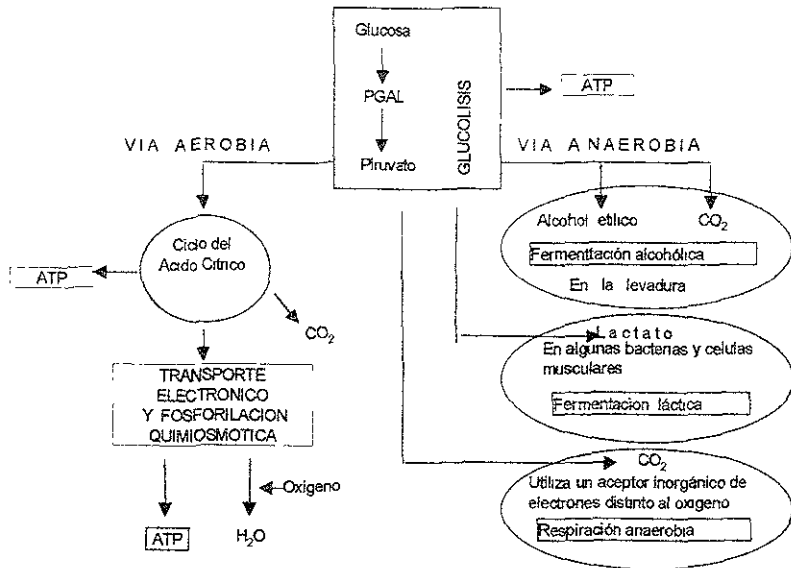 Glucosa
PGAL
Piruvato
GLUCOLISIS
ATP
VIA AEROBIA
VIA ANAEROBIA
Ciclo del
Acido Cítrico
ATP
CO₂
TRANSPORTE
ELECTRONICO
Y FOSFORILACION
QUIMIOSMOTICA
Oxigeno
ATP
H₂O
Alcohol etilico
CO₂
Fermenttación alcohólica
En la levadura
Lactato
En algunas bacterias y celulas
musculares
Fermentacion láctica
CO₂
Utiliza un aceptor inorgánico de
electrones distinto al oxigeno
Respiración anaerobia